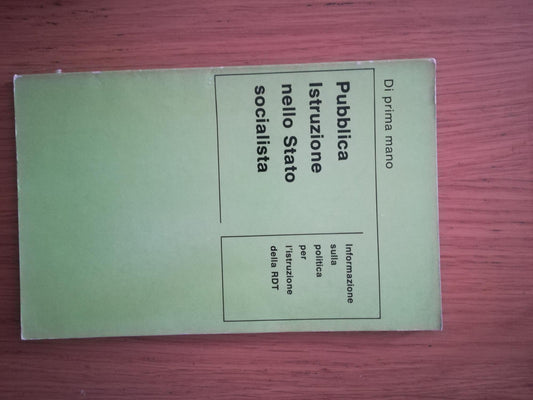 Di prima mano
Pubblica
Istruzione
nello Stato
socialista
Informazione
sulla
politica
per
l'istruzione
della RDT